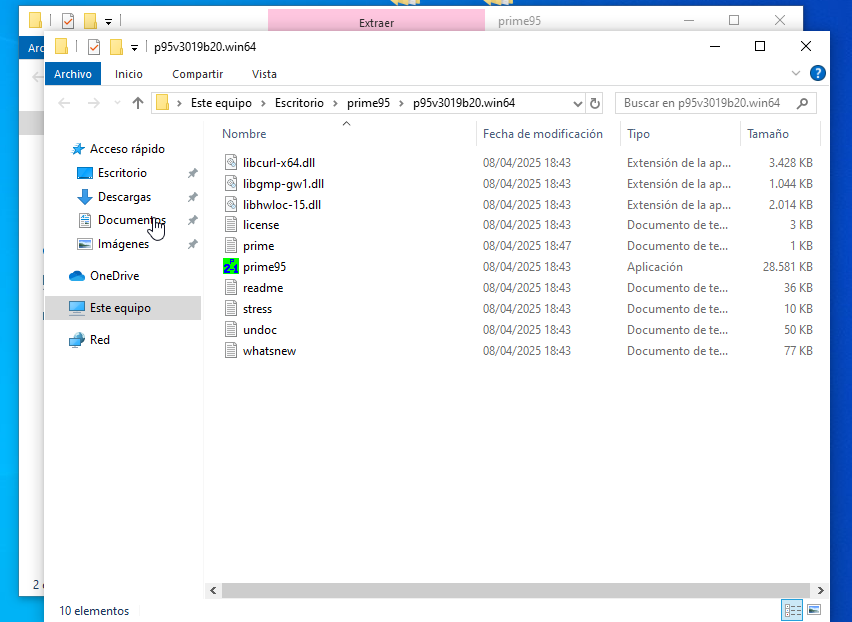 Extraer
prime95
p95v3019b20.win64
Archivo
Inicio
Compartir
Vista
Este equipo > Escritorio > prime95 > p95v3019b20.win64
Buscar en p95v3019b20.win64
Nombre Fecha de modificación Tipo Tamaño
Acceso rápido
Escritorio
Descargas
Documentos
Imágenes
OneDrive
Este equipo
Red
libcurl-x64.dll 08/04/2025 18:43 Extensión de la ap... 3.428 KB
libgmp-gw1.dll 08/04/2025 18:43 Extensión de la ap... 1.044 KB
libhwloc-15.dll 08/04/2025 18:43 Extensión de la ap... 2.014 KB
license 08/04/2025 18:43 Documento de te... 3 KB
prime 08/04/2025 18:47 Documento de te... 1 KB
prime95 08/04/2025 18:43 Aplicación 28.581 KB
readme 08/04/2025 18:43 Documento de te... 36 KB
stress 08/04/2025 18:43 Documento de te... 10 KB
undoc 08/04/2025 18:43 Documento de te... 50 KB
whatsnew 08/04/2025 18:43 Documento de te... 77 KB
10 elementos